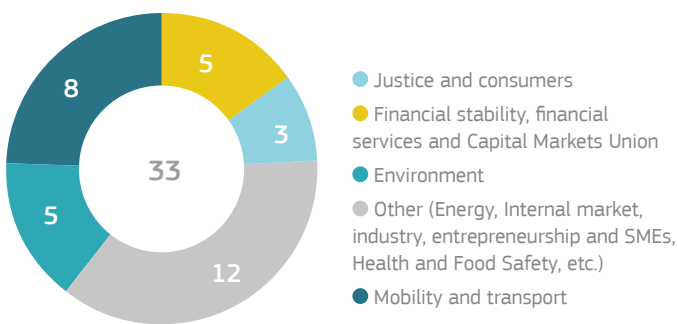 5
8
3
33
5
12
Justice and consumers
Financial stability, financial
services and Capital Markets Union
Environment
Other (Energy, Internal market,
industry, entrepreneurship and SMEs,
Health and Food Safety, etc.)
Mobility and transport